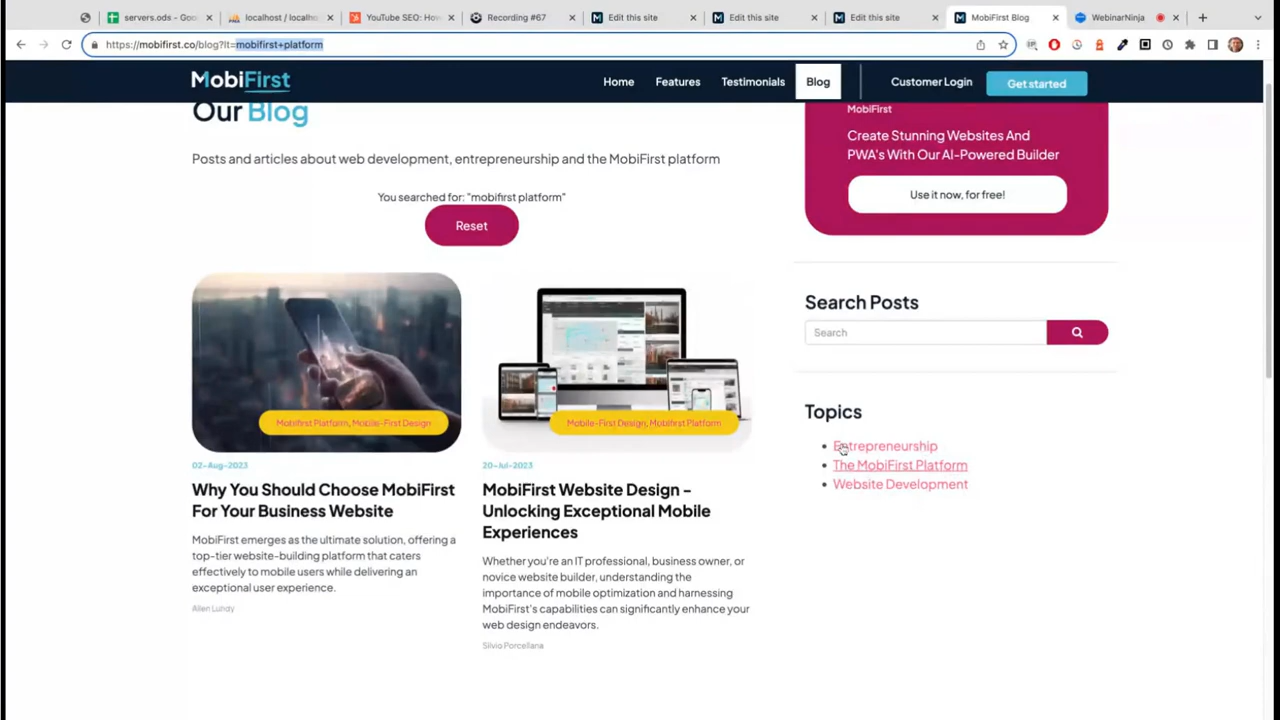 servers.ods - Goo
localhost / localho
YouTube SEO: How
Recording #67
Edit this site
Edit this site
Edit this site
MobiFirst Blog
WebinarNinja
https://mobifirst.co/blog?lt=mobifirst+platform
MobiFirst
Home
Features
Testimonials
Blog
Customer Login
Get started
Our Blog
Posts and articles about web development, entrepreneurship and the MobiFirst platform
You searched for: "mobifirst platform"
Reset
Mobifirst Platform, Mobile-First Design
02-Aug-2023
Why You Should Choose MobiFirst
For Your Business Website
MobiFirst emerges as the ultimate solution, offering a
top-tier website-building platform that caters
effectively to mobile users while delivering an
exceptional user experience.
Allen Lundy
Mobile-First Design, Mobifirst Platform
20-Jul-2023
MobiFirst Website Design -
Unlocking Exceptional Mobile
Experiences
Whether you're an IT professional, business owner, or
novice website builder, understanding the
importance of mobile optimization and harnessing
MobiFirst's capabilities can significantly enhance your
web design endeavors.
Silvio Porcellana
MobiFirst
Create Stunning Websites And
PWA's With Our AI-Powered Builder
Use it now, for free!
Search Posts
Search
Topics
Entrepreneurship
The MobiFirst Platform
Website Development